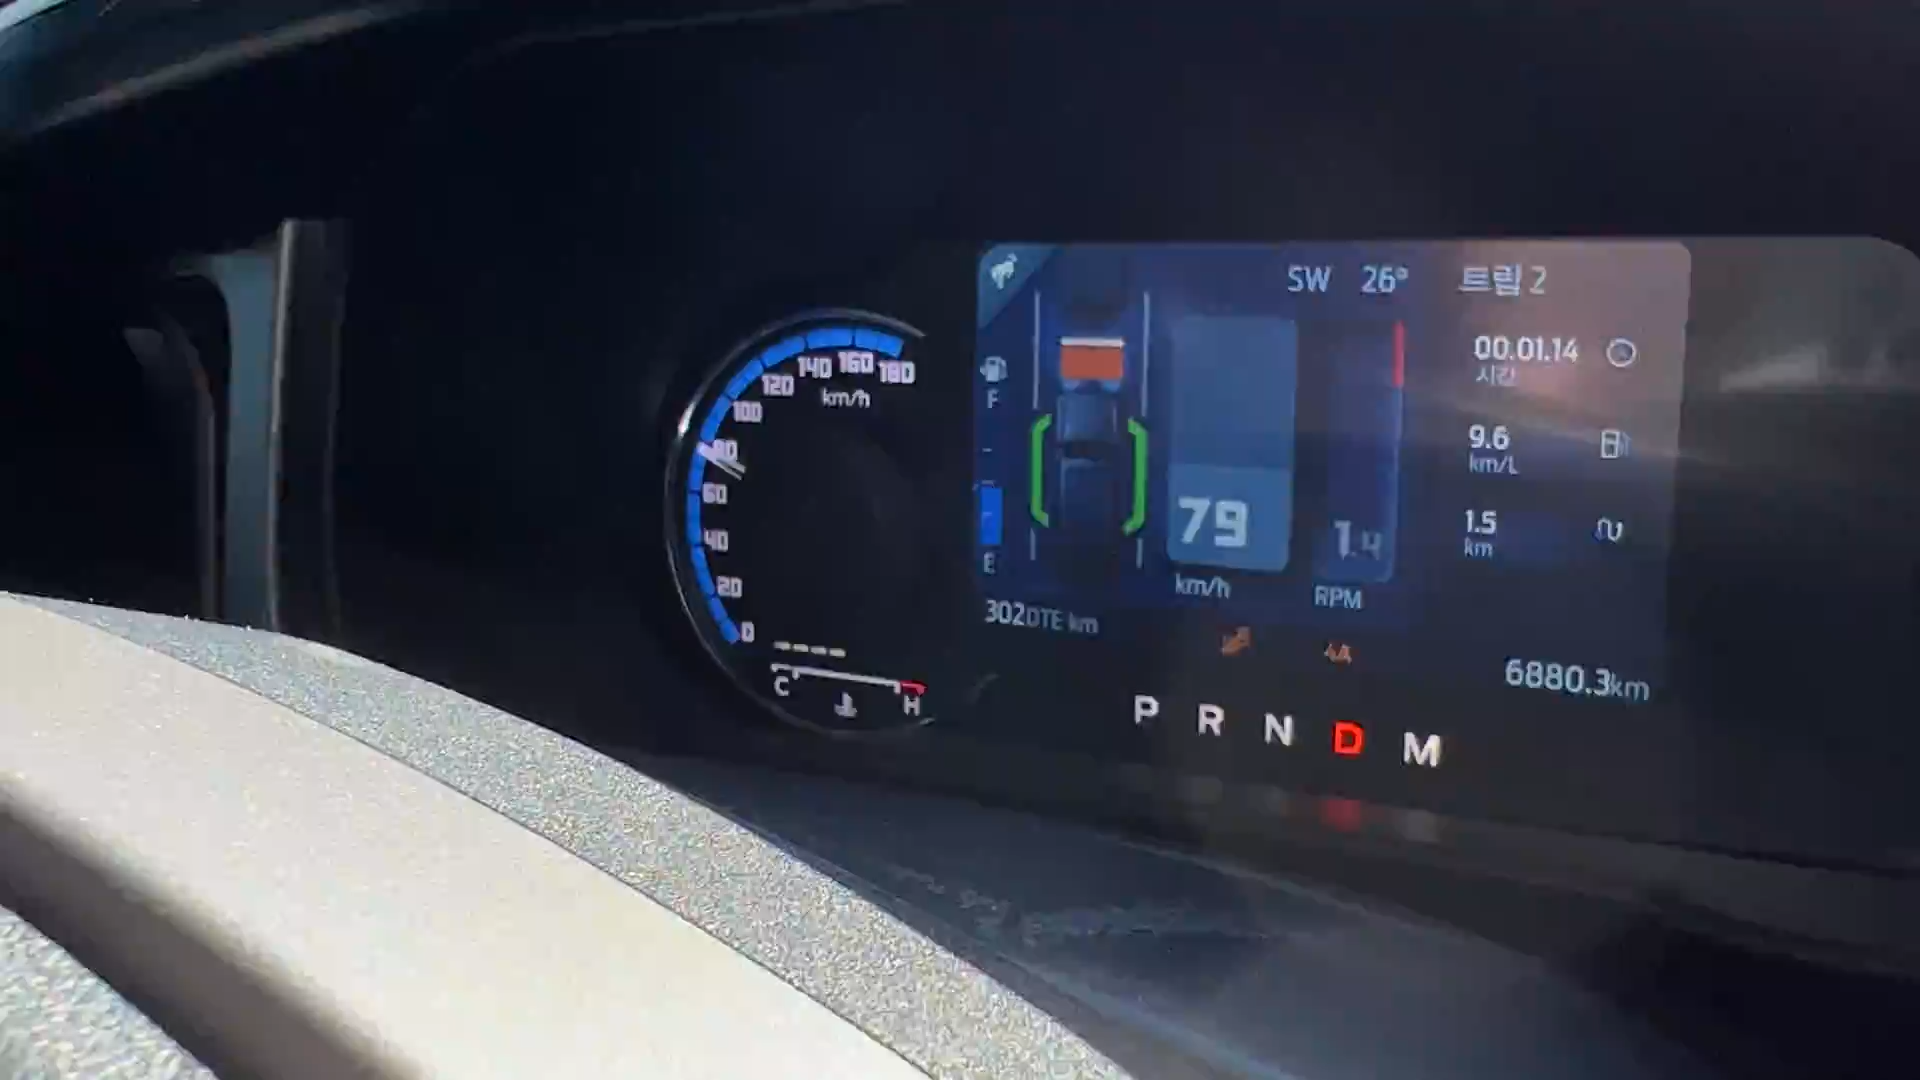 SW 26° 트립 2
180
160
140
120
100
80
60
40
20
0
km/h
C H
F
E
302DTE km
79
km/h
1.4
RPM
00.01.14
시간
9.6
km/L
1.5
km
4A
6880.3km
P R N D M